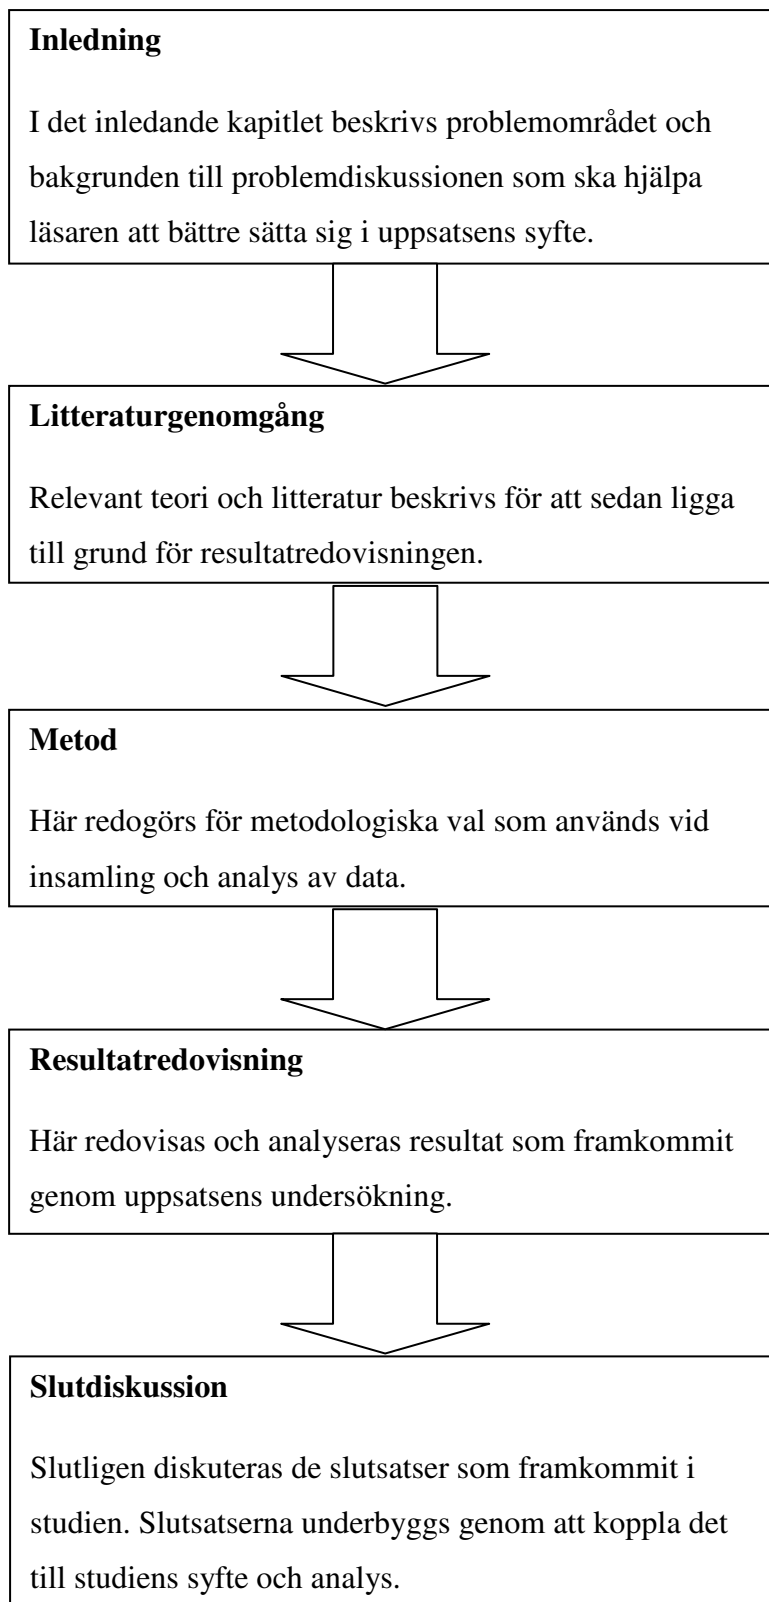 Inledning
I det inledande kapitlet beskrivs problemområdet och
bakgrunden till problemdiskussionen som ska hjälpa
läsaren att bättre sätta sig i uppsatsens syfte.
Litteraturgenomgång
Relevant teori och litteratur beskrivs för att sedan ligga
till grund för resultatredovisningen.
Metod
Här redogörs för metodologiska val som används vid
insamling och analys av data.
Resultatredovisning
Här redovisas och analyseras resultat som framkommit
genom uppsatsens undersökning.
Slutdiskussion
Slutligen diskuteras de slutsatser som framkommit i
studien. Slutsatserna underbyggs genom att koppla det
till studiens syfte och analys.